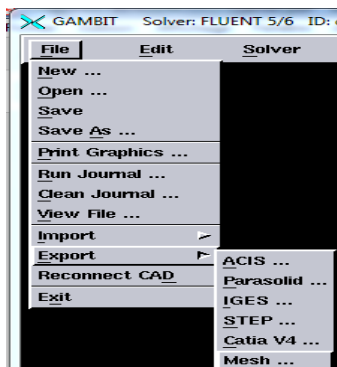 GAMBIT Solver: FLUENT 5/6 ID:
File Edit Solver
New ...
Open ...
Save
Save As ...
Print Graphics ...
Run Journal ...
Clean Journal ...
View File ...
Import
Export
Reconnect CAD
Exit
ACIS ...
Parasolid ...
IGES ...
STEP ...
Catia V4 ...
Mesh ...